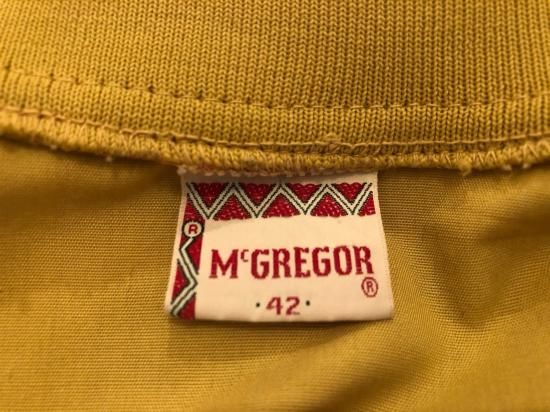 ®
McGREGOR
®
· 42 ·